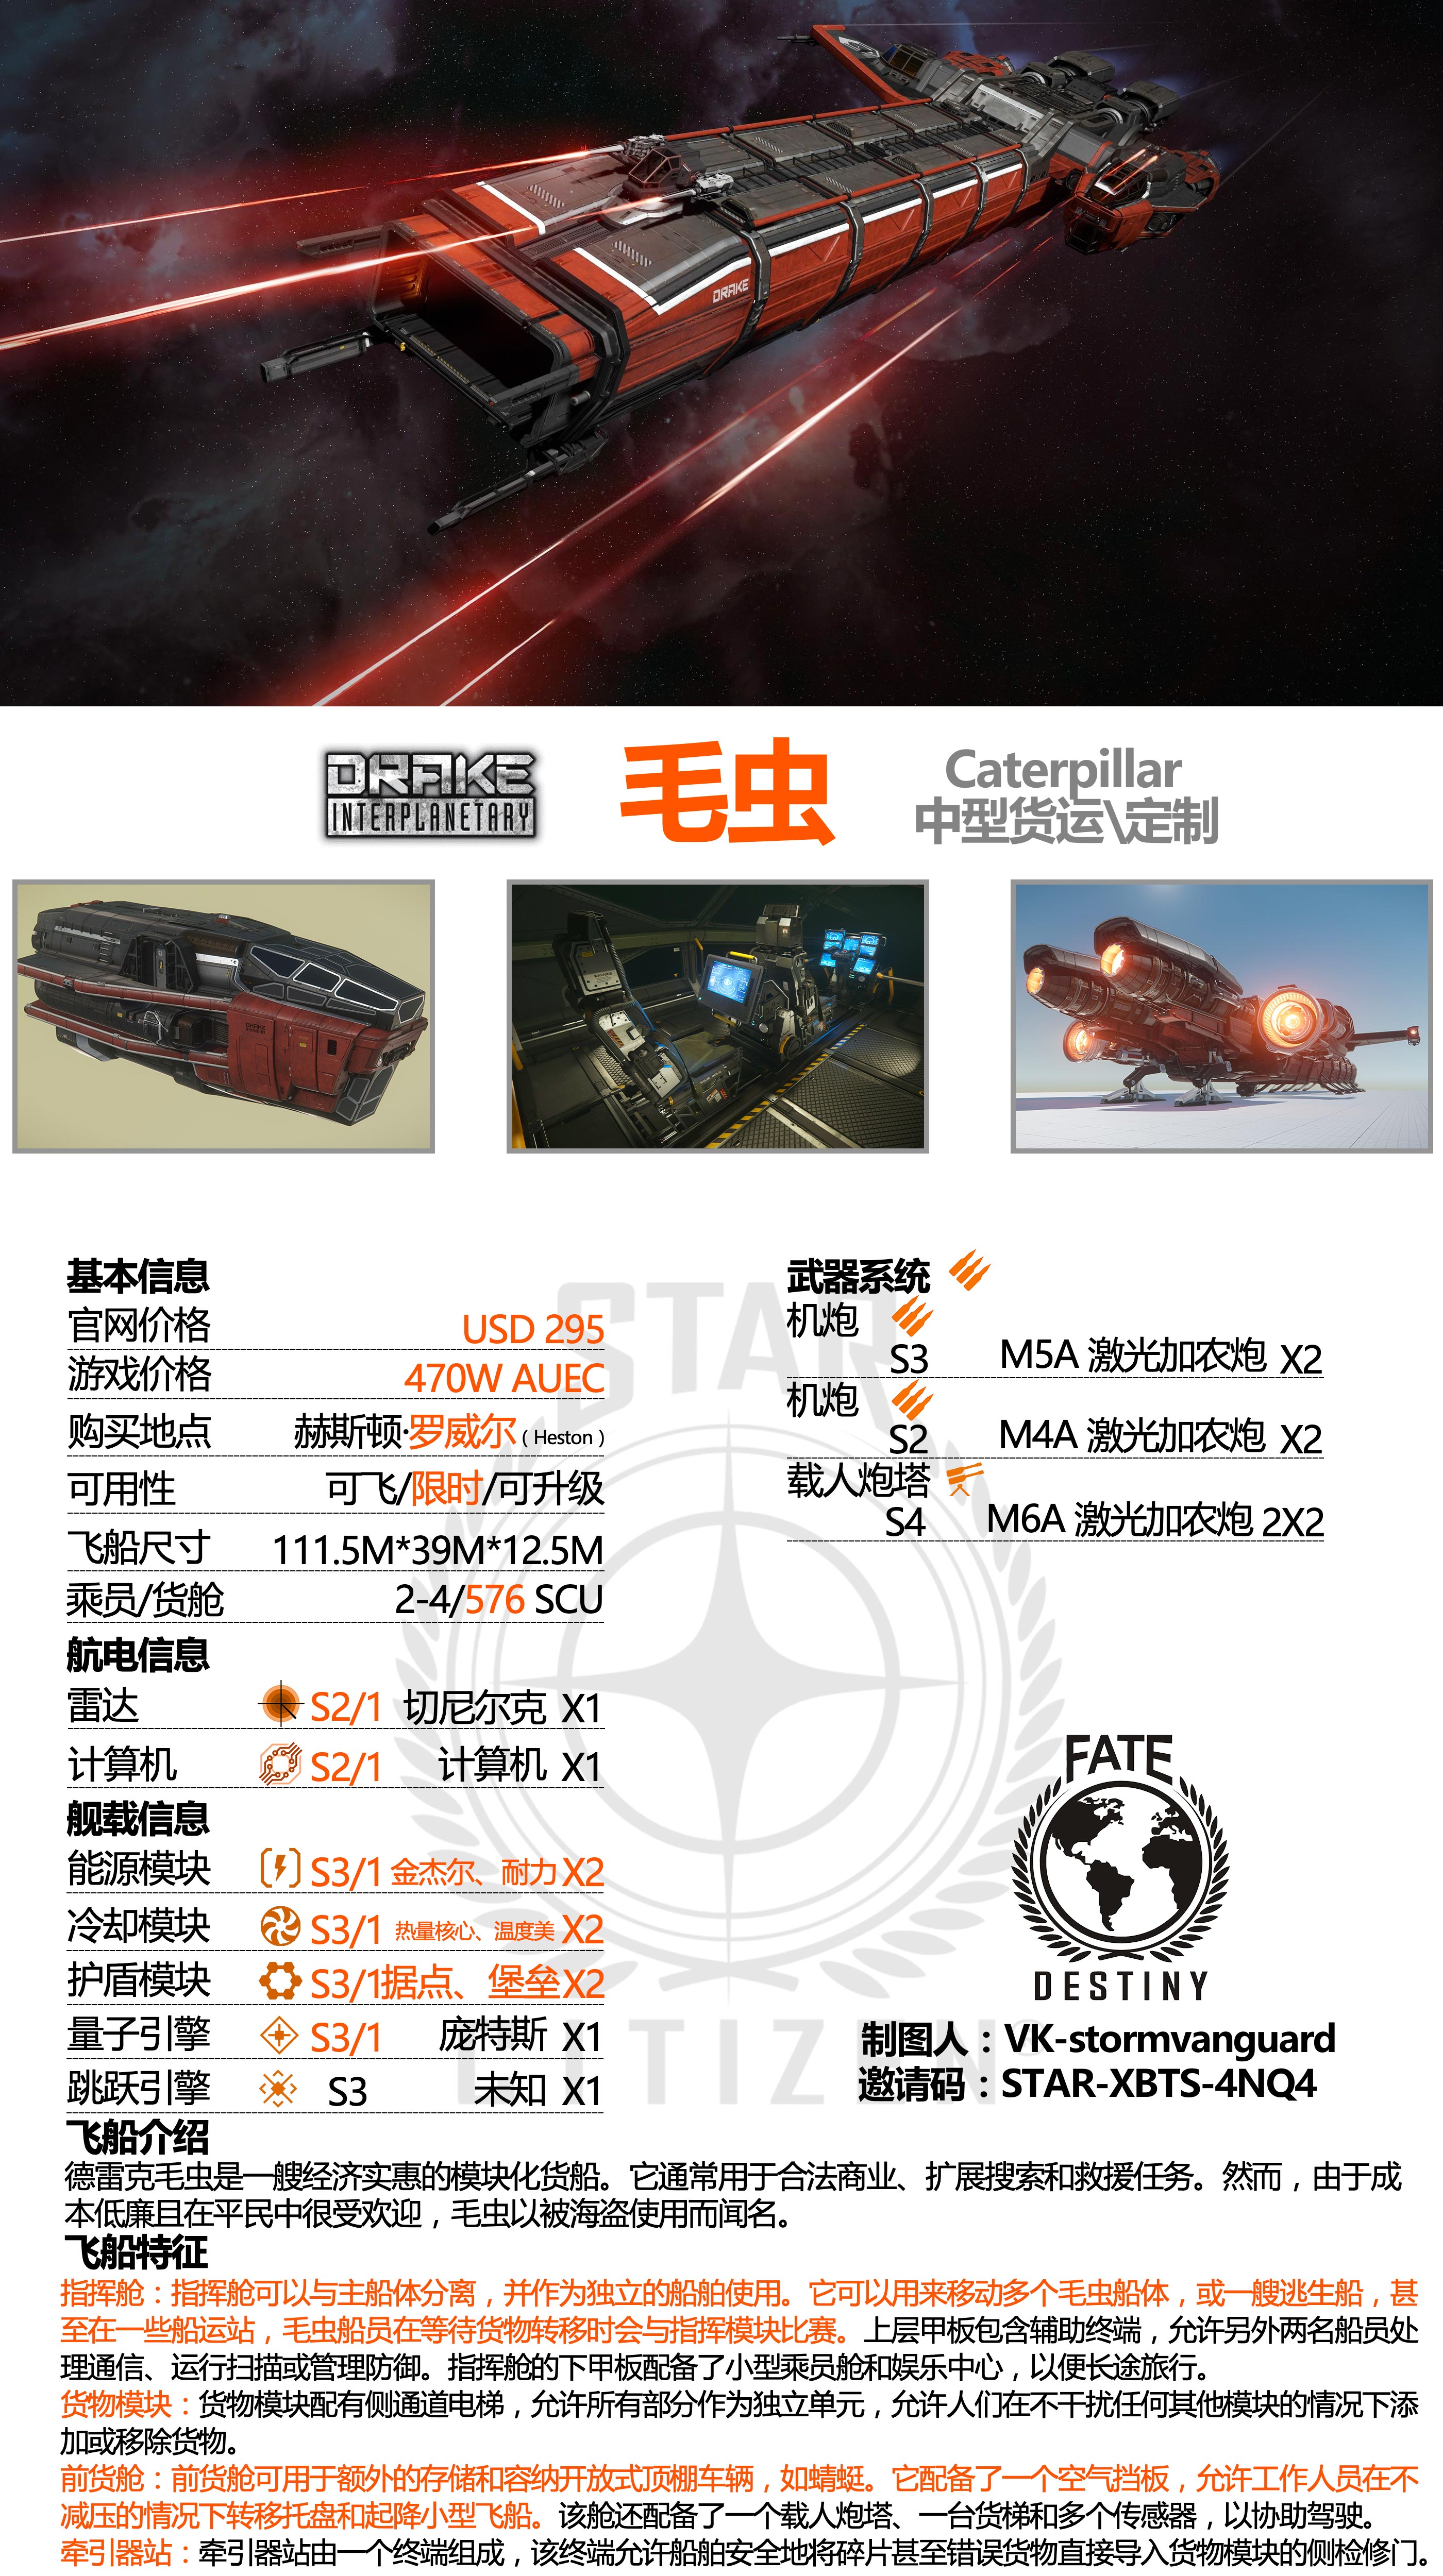 DRAKE
DRAKE
INTERPLANETARY
毛虫
Caterpillar
中型货运\定制
基本信息
官网价格 USD 295
游戏价格 470W AUEC
购买地点 赫斯顿·罗威尔 ( Heston )
可用性 可飞/限时/可升级
飞船尺寸 111.5M*39M*12.5M
乘员/货舱 2-4/576 SCU
航电信息
雷达 S2/1 切尼尔克 X1
计算机 S2/1 计算机 X1
舰载信息
能源模块 S3/1 金杰尔、耐力 X2
冷却模块 S3/1 热量核心、温度美 X2
护盾模块 S3/1据点、堡垒X2
量子引擎 S3/1 庞特斯 X1
跳跃引擎 S3 未知 X1
武器系统
机炮
S3 M5A 激光加农炮 X2
机炮
S2 M4A 激光加农炮 X2
载人炮塔
S4 M6A 激光加农炮 2X2
STAR
CITIZEN
FATE
DESTINY
制图人：VK-stormvanguard
邀请码：STAR-XBTS-4NQ4
飞船介绍
德雷克毛虫是一艘经济实惠的模块化货船。它通常用于合法商业、扩展搜索和救援任务。然而，由于成
本低廉且在平民中很受欢迎，毛虫以被海盗使用而闻名。
飞船特征
指挥舱：指挥舱可以与主船体分离，并作为独立的船舶使用。它可以用来移动多个毛虫船体，或一艘逃生船，甚
至在一些船运站，毛虫船员在等待货物转移时会与指挥模块比赛。上层甲板包含辅助终端，允许另外两名船员处
理通信、运行扫描或管理防御。指挥舱的下甲板配备了小型乘员舱和娱乐中心，以便长途旅行。
货物模块：货物模块配有侧通道电梯，允许所有部分作为独立单元，允许人们在不干扰任何其他模块的情况下添
加或移除货物。
前货舱：前货舱可用于额外的存储和容纳开放式顶棚车辆，如蜻蜓。它配备了一个空气挡板，允许工作人员在不
减压的情况下转移托盘和起降小型飞船。该舱还配备了一个载人炮塔、一台货梯和多个传感器，以协助驾驶。
牵引器站：牵引器站由一个终端组成，该终端允许船舶安全地将碎片甚至错误货物直接导入货物模块的侧检修门。